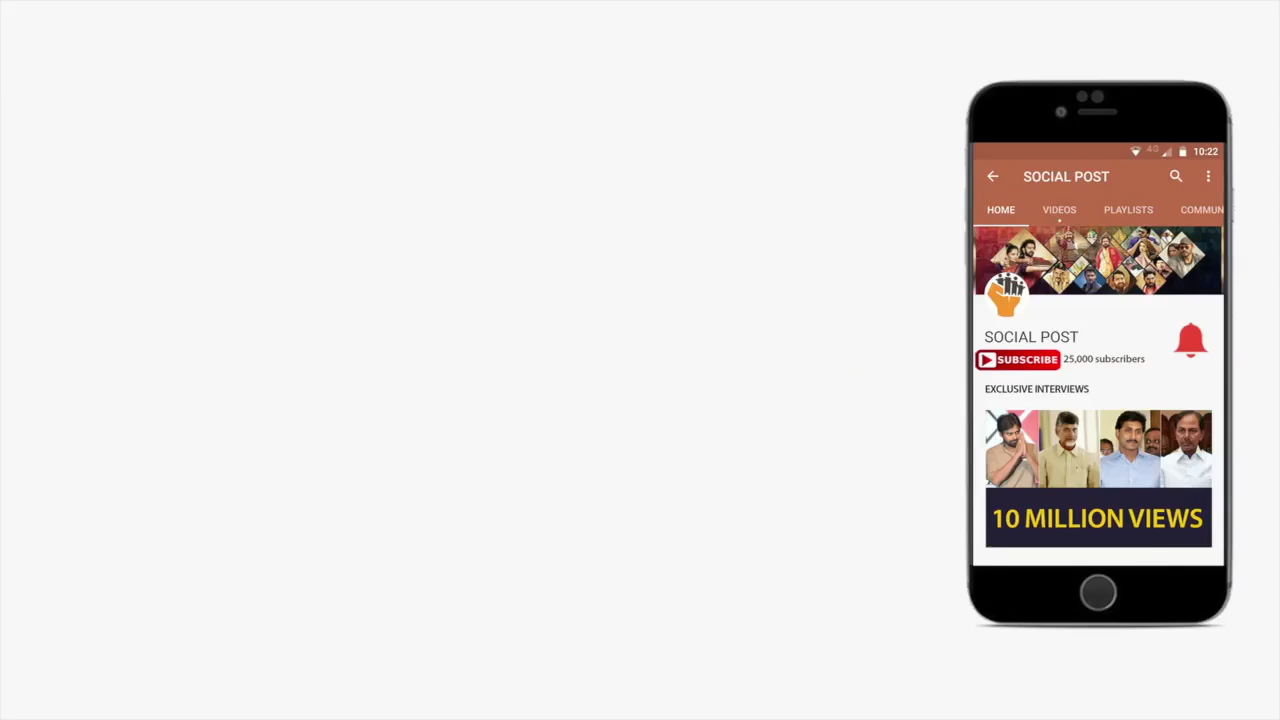 4G 10:22
SOCIAL POST
HOME VIDEOS PLAYLISTS COMMUN
SOCIAL POST
SUBSCRIBE 25,000 subscribers
EXCLUSIVE INTERVIEWS
10 MILLION VIEWS